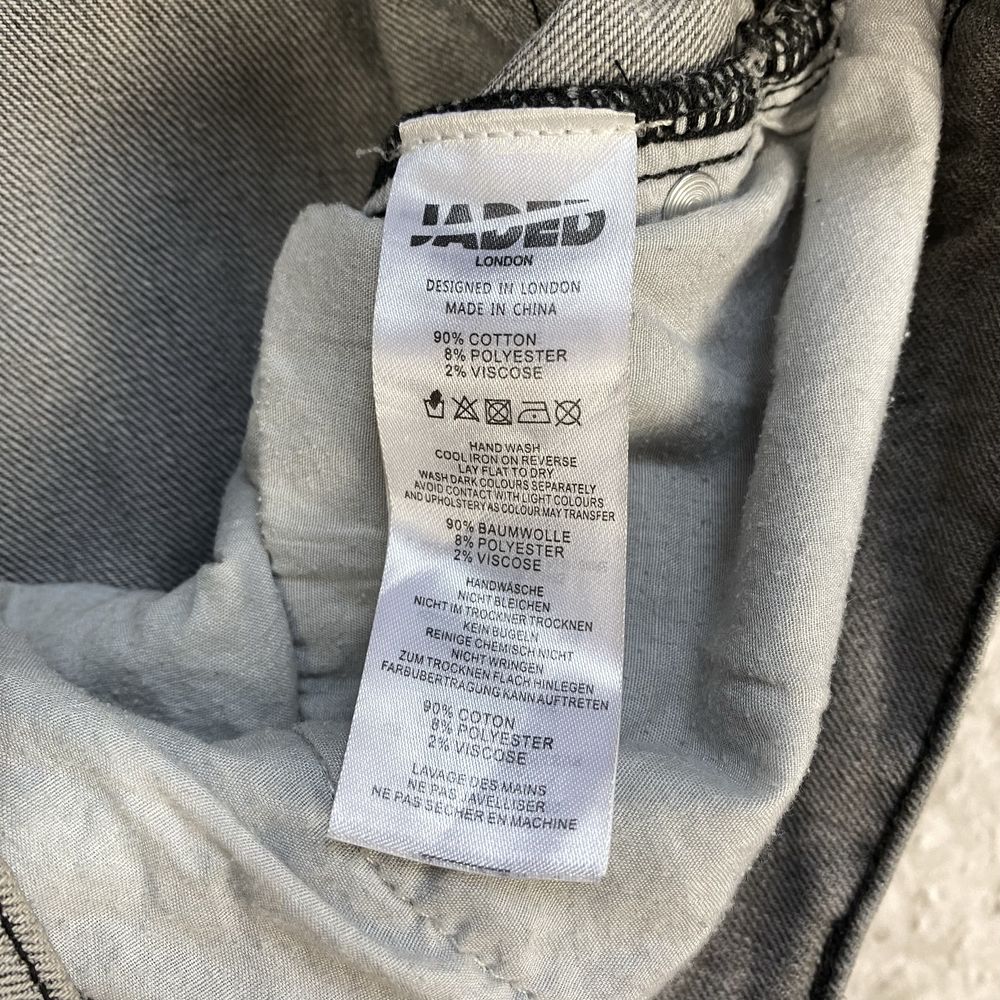 JADED
LONDON
DESIGNED IN LONDON
MADE IN CHINA
90% COTTON
8% POLYESTER
2% VISCOSE
HAND WASH
COOL IRON ON REVERSE
LAY FLAT TO DRY
WASH DARK COLOURS SEPARATELY
AVOID CONTACT WITH LIGHT COLOURS
AND UPHOLSTERY AS COLOUR MAY TRANSFER
90% BAUMWOLLE
8% POLYESTER
2% VISCOSE
HANDWÄSCHE
NICHT BLEICHEN
NICHT IM TROCKNER TROCKNEN
KEIN BUGELN
REINIGE CHEMISCH NICHT
NICHT WRINGEN
ZUM TROCKNEN FLACH HINLEGEN
FARBUBERTRAGUNG KANN AUFTRETEN
90% COTON
8% POLYESTER
2% VISCOSE
LAVAGE DES MAINS
NE PAS JAVELLISER
NE PAS SÉCHER EN MACHINE